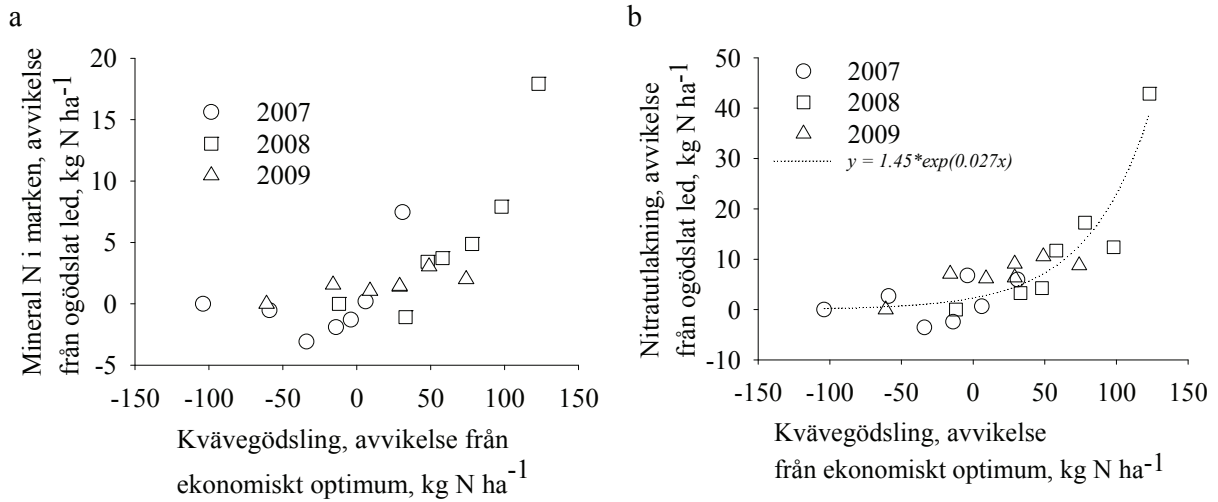 a
Mineral N i marken, avvikelse
från ogödslat led, kg N ha-1
20
15
10
5
0
-5
2007
2008
2009
-150 -100 -50 0 50 100 150
Kvävegödsling, avvikelse från
ekonomiskt optimum, kg N ha-1
b
Nitratutlakning, avvikelse
från ogödslat led, kg N ha-1
50
40
30
20
10
0
-10
2007
2008
2009
y = 1.45*exp(0.027x)
-150 -100 -50 0 50 100 150
Kvävegödsling, avvikelse
från ekonomiskt optimum, kg N ha-1